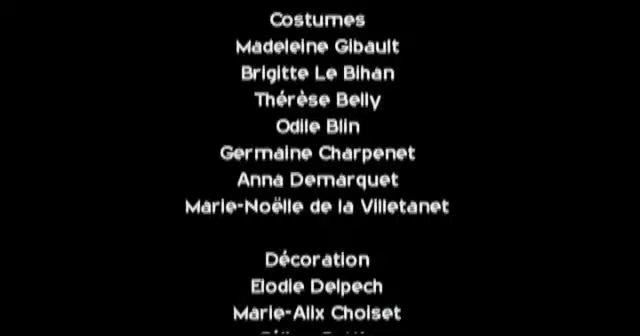 Costumes
Madeleine Gibault
Brigitte Le Bihan
Thérèse Belly
Odile Blin
Germaine Charpenet
Anna Demarquet
Marie-Noëlle de la Villetanet
Décoration
Elodie Delpech
Marie-Alix Choiset